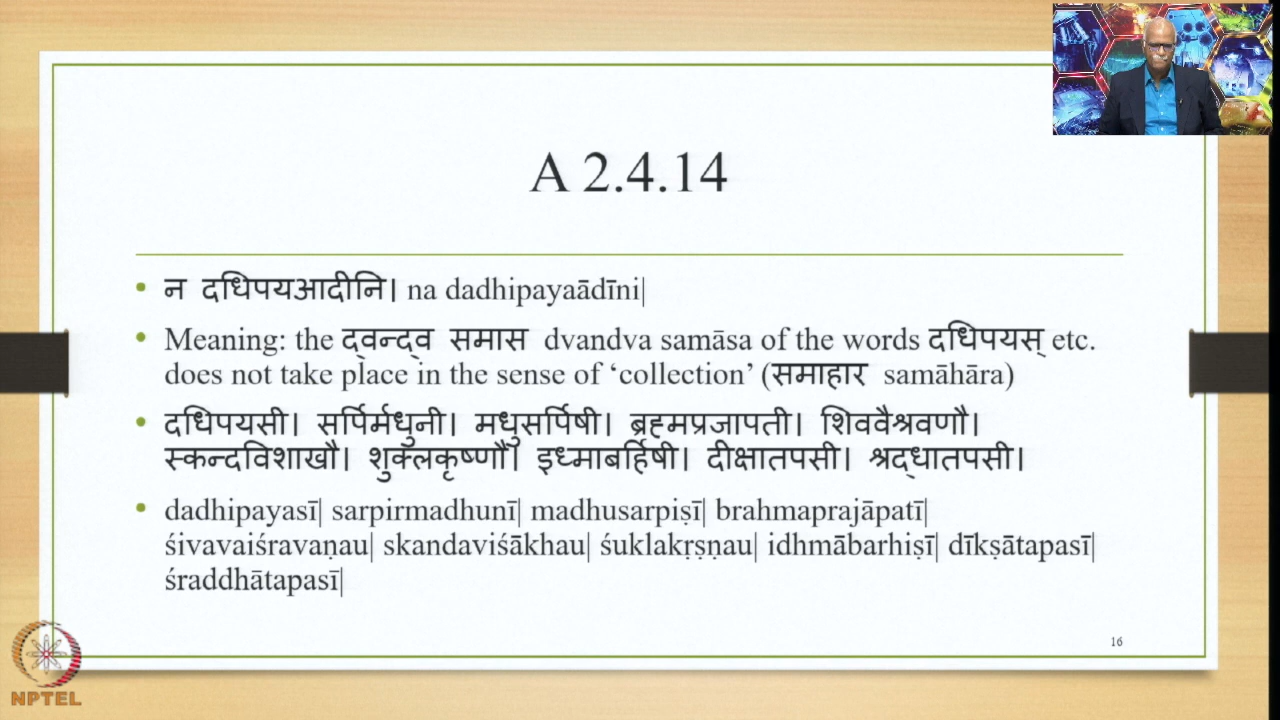 A 2.4.14
• न दधिपयआदीनि। na dadhipayaādīni|
• Meaning: the द्वन्द्व समास dvandva samāsa of the words दधिपयस् etc.
does not take place in the sense of ‘collection’ (समाहार samāhāra)
• दधिपयसी। सर्पिर्मधुनी। मधुसर्पिषी। ब्रह्मप्रजापती। शिववैश्रवणौ।
स्कन्दविशाखौ। शुक्लकृष्णौ। इध्माबर्हिषी। दीक्षातपसी। श्रद्धातपसी।
• dadhipayasī| sarpirmadhunī| madhusarpiṣī| brahmaprajāpatī|
śivavaiśravaṇau| skandaviśākhau| śuklakṛṣṇau| idhmābarhiṣī| dīkṣātapasī|
śraddhātapasī|
16
NPTEL